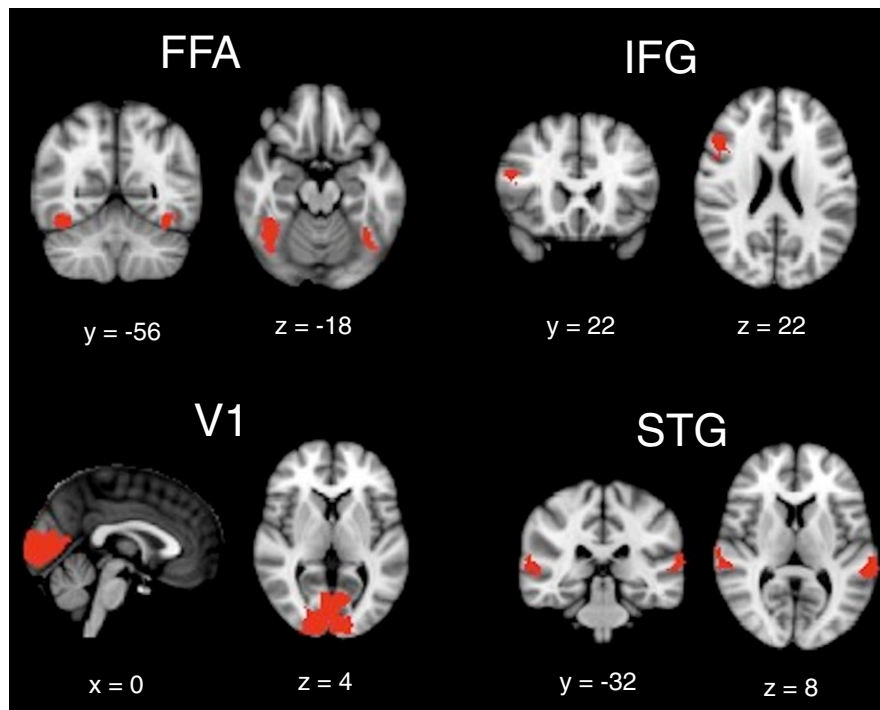 FFA
y = -56
z = -18
IFG
y = 22
z = 22
V1
x = 0
z = 4
STG
y = -32
z = 8